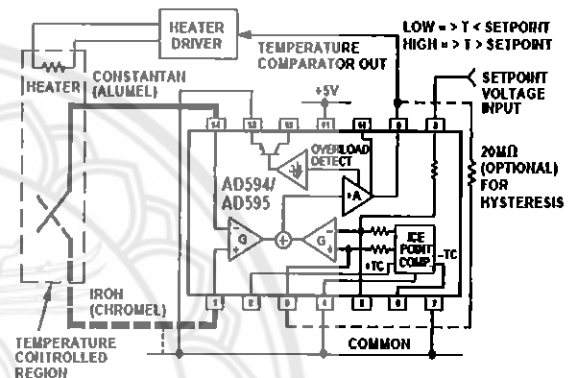 HEATER
DRIVER
LOW = > T < SETPOINT
HIGH = > T > SETPOINT
TEMPERATURE
COMPARATOR OUT
SETPOINT
VOLTAGE
INPUT
HEATER
CONSTANTAN
(ALUMEL)
+5V
14
13
12
11
10
9
8
OVERLOAD
DETECT
20MΩ
(OPTIONAL)
FOR
HYSTERESIS
AD594/
AD595
+A
G
G
ICE
POINT
COMP.
+TC
–TC
IROH
(CHROMEL)
1
2
3
4
5
6
7
COMMON
TEMPERATURE
CONTROLLED
REGION